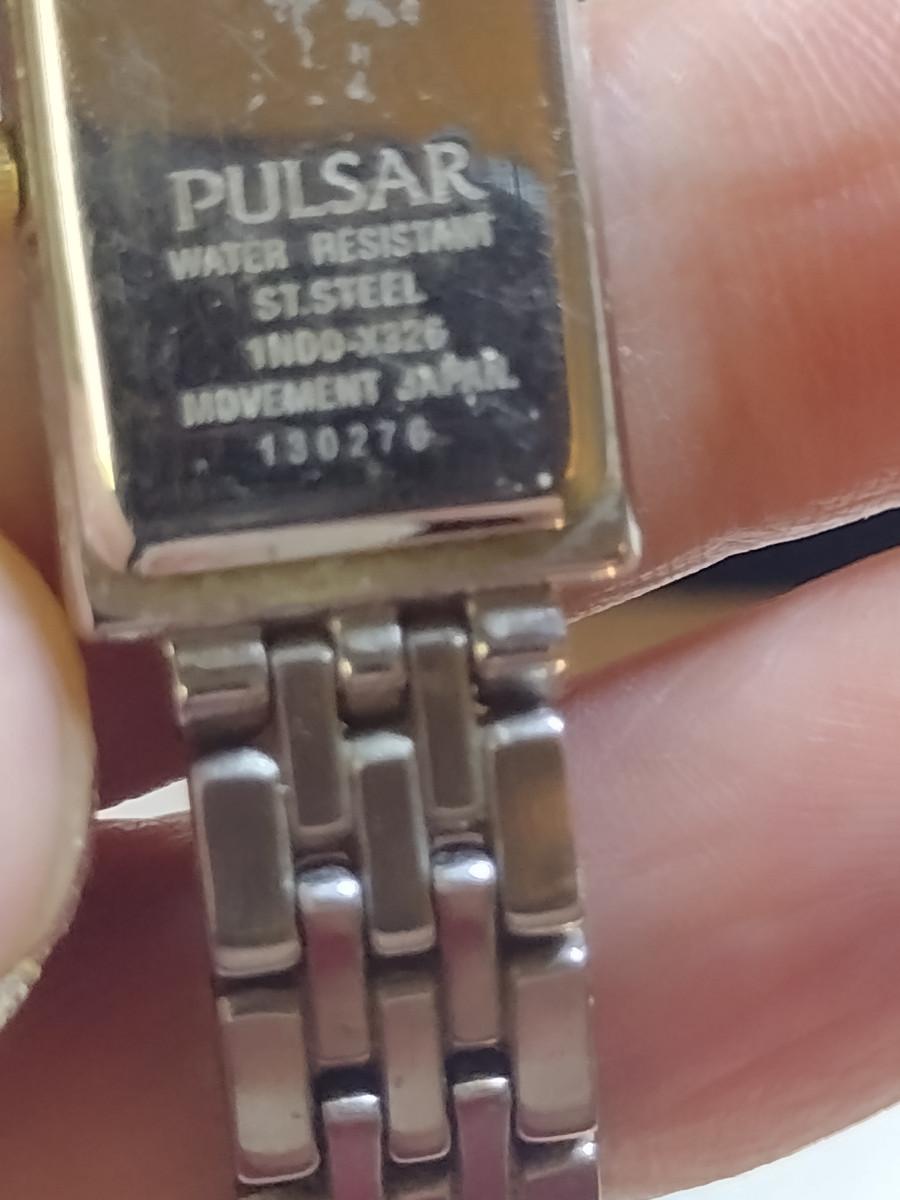 PULSAR
WATER RESISTANT
ST.STEEL
1N00-X326
MOVEMENT JAPAN.
130276